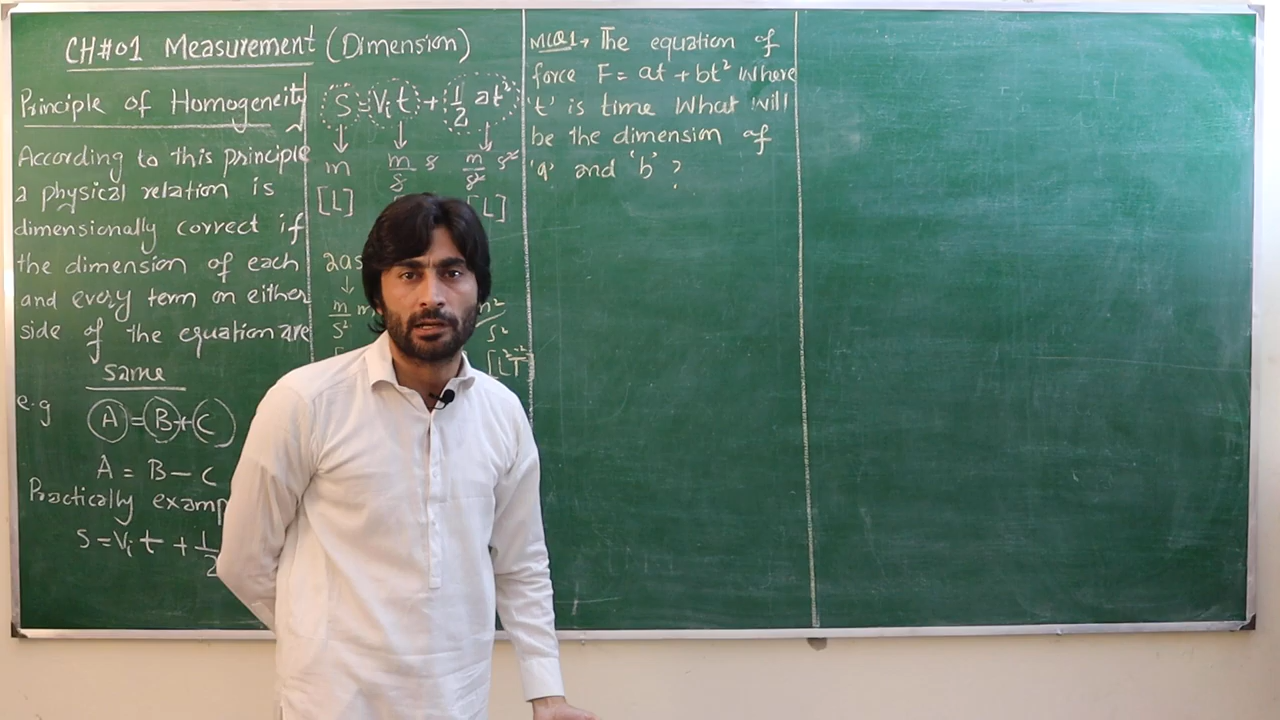 CH#01 Measurement (Dimension)
Principle of Homogeneity
According to this principle
a physical relation is
dimensionally correct if
the dimension of each
and every term on either
side of the equation are
same
e.g
A = B + C
A = B - C
Practically examp
S = Vi t + 1/2
S = Vi t + 1/2 at²
m m/s s m/s² s²
[L] [L]
2as
m/s² m m²/s²
[L²T⁻²]
MCQ1→ The equation of
force F = at + bt² Where
't' is time What will
be the dimension of
'a' and 'b' ?